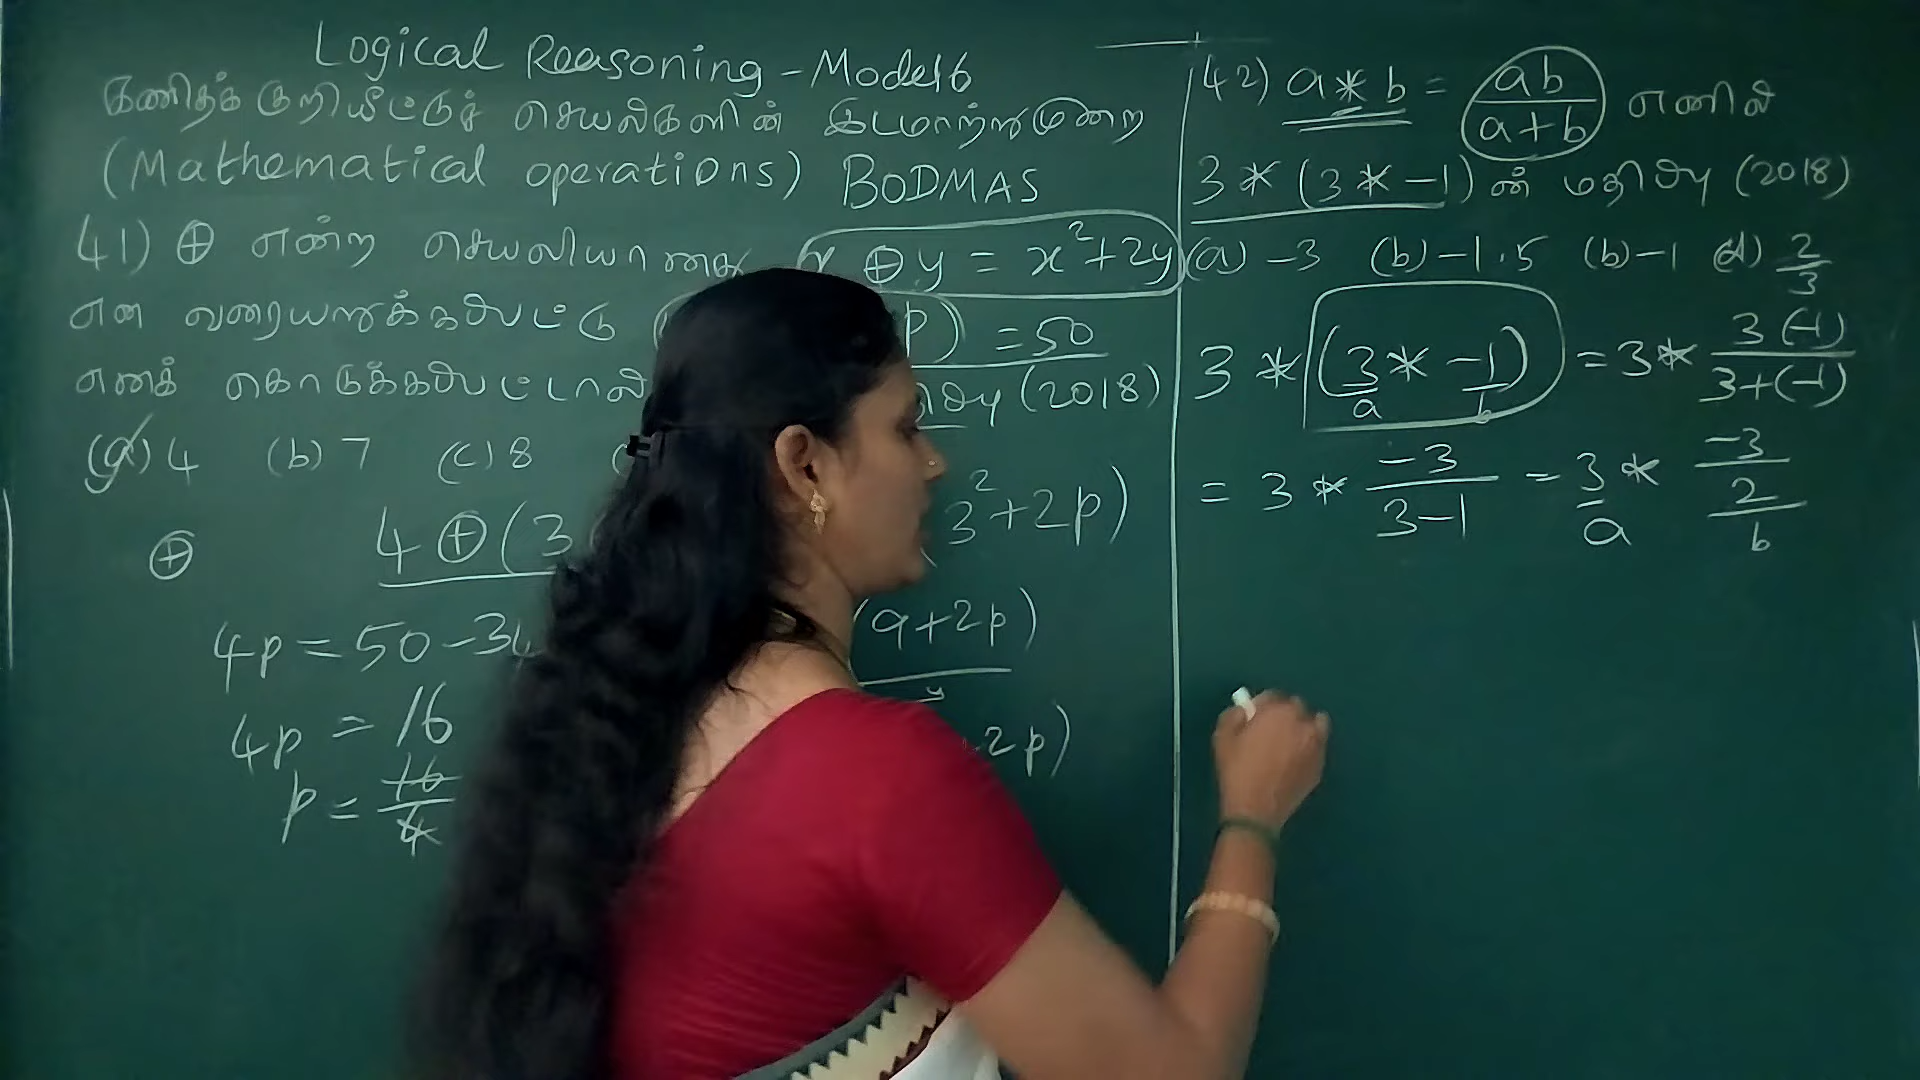 Logical Reasoning - Model 6
கணிதக் குறியீட்டுச் செயல்களின் இடமாற்றுமுறை
(Mathematical operations) BODMAS
41) ⊕ என்ற செயலியானது x ⊕ y = x²+2y
என வரையறுக்கப்பட்டு p) = 50
எனக் கொடுக்கப்பட்டால் (2018)
(a) 4 (b) 7 (c) 8
4 ⊕ (3 3²+2p)
⊕
4p = 50-34 (9+2p)
y
4p = 16 2p)
p = 16/4
42) a * b = ab/a+b எனில்
3 * (3 * -1) ன் மதிப்பு (2018)
(a) -3 (b) -1.5 (b) -1 (d) 2/3
3 * (3 * -1) = 3 * 3(-1)/3+(-1)
a b
= 3 * -3/3-1 = 3 * -3/2
a b